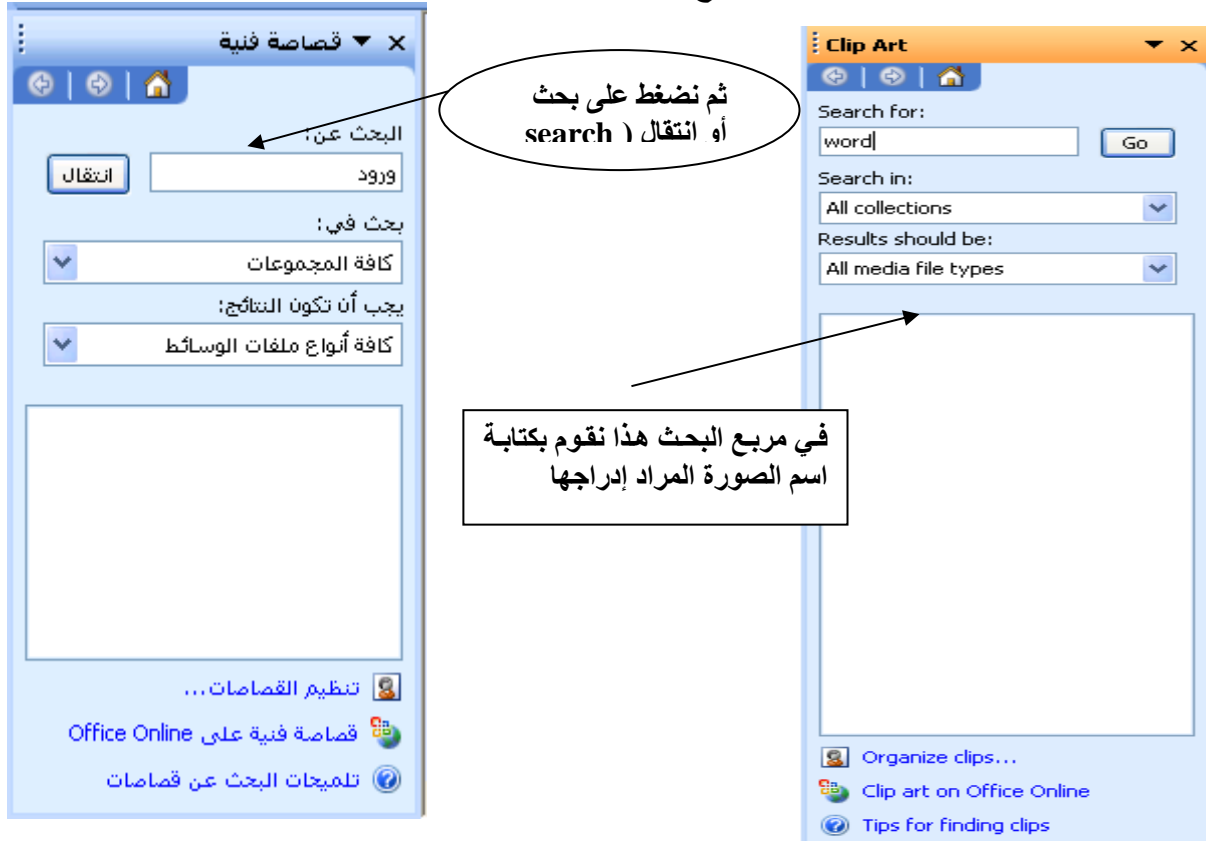 قصاصة فنية
البحث عن:
ورود
انتقال
بحث في:
كافة المجموعات
يجب أن تكون النتائج:
كافة أنواع ملفات الوسائط
تنظيم القصاصات...
قصاصة فنية على Office Online
تلميحات البحث عن قصاصات
ثم نضغط على بحث
أو انتقال ( search
في مربع البحث هذا نقوم بكتابة
اسم الصورة المراد إدراجها
Clip Art
Search for:
word
Go
Search in:
All collections
Results should be:
All media file types
Organize clips...
Clip art on Office Online
Tips for finding clips